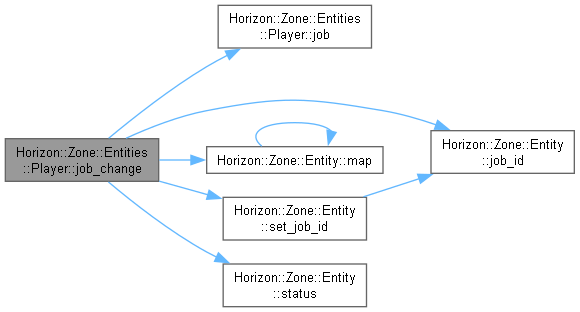 Horizon::Zone::Entities
::Player::job
Horizon::Zone::Entities
::Player::job_change
Horizon::Zone::Entity::map
Horizon::Zone::Entity
::job_id
Horizon::Zone::Entity
::set_job_id
Horizon::Zone::Entity
::status